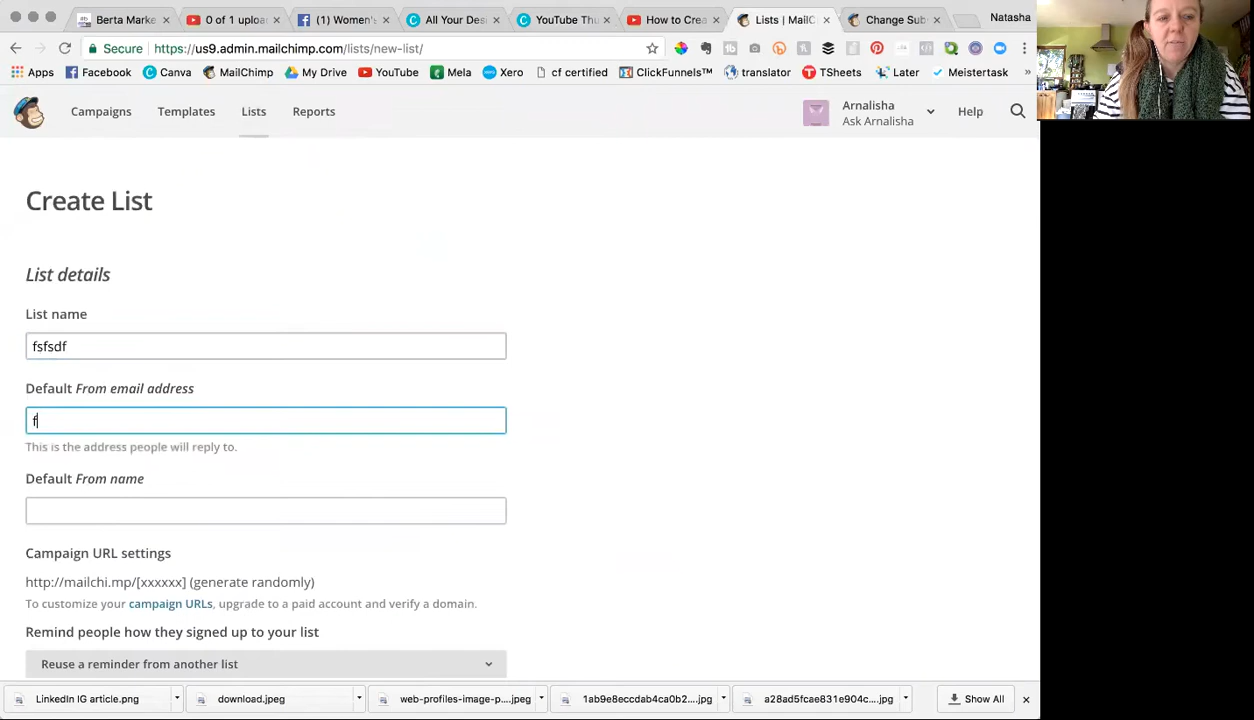 Berta Marke
0 of 1 uploa
(1) Women's
All Your Des
YouTube Thu
How to Crea
Lists | MailC
Change Sub
Natasha
Secure https://us9.admin.mailchimp.com/lists/new-list/
Apps Facebook Canva MailChimp My Drive YouTube Mela Xero cf certified ClickFunnels™ translator TSheets Later Meistertask »
Campaigns Templates Lists Reports
Arnalisha
Ask Arnalisha
Help
Create List
List details
List name
fsfsdf
Default From email address
f
This is the address people will reply to.
Default From name
Campaign URL settings
http://mailchi.mp/[xxxxxx] (generate randomly)
To customize your campaign URLs, upgrade to a paid account and verify a domain.
Remind people how they signed up to your list
Reuse a reminder from another list
LinkedIn IG article.png
download.jpeg
web-profiles-image-p....jpeg
1ab9e8eccdab4ca0b2....jpg
a28ad5fcae831e904c....jpg
Show All